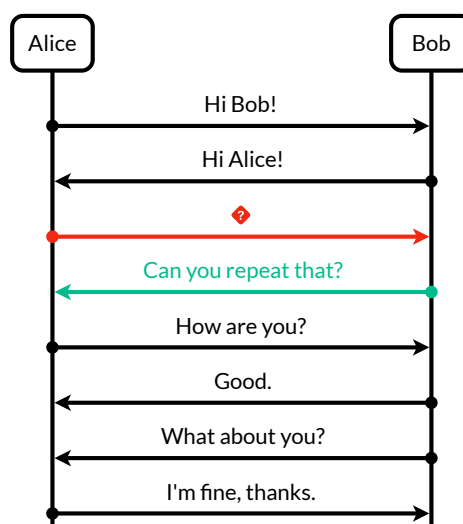 Alice
Bob
Hi Bob!
Hi Alice!
?
Can you repeat that?
How are you?
Good.
What about you?
I'm fine, thanks.